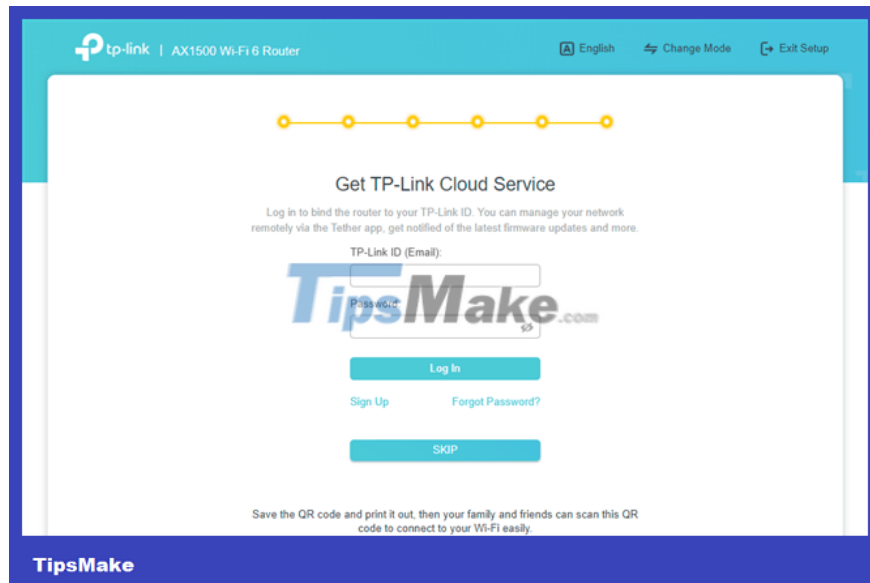 tp-link | AX1500 Wi-Fi 6 Router
A English
Change Mode
Exit Setup
Get TP-Link Cloud Service
Log in to bind the router to your TP-Link ID. You can manage your network
remotely via the Tether app, get notified of the latest firmware updates and more.
TP-Link ID (Email):
TipsMake.com
Password:
Log In
Sign Up
Forgot Password?
SKIP
Save the QR code and print it out, then your family and friends can scan this QR
code to connect to your Wi-Fi easily.
TipsMake